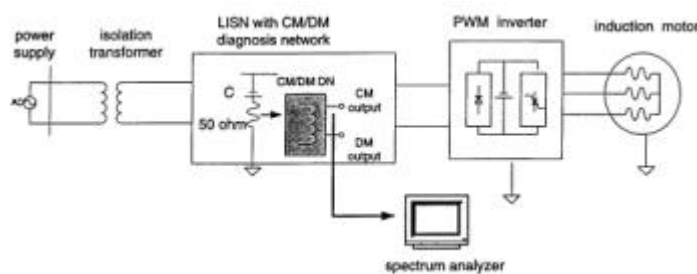 power
supply
isolation
transformer
LISN with CM/DM
diagnosis network
PWM inverter
induction motor
CM/DM DN
C
50 ohm
CM
output
DM
output
spectrum analyzer